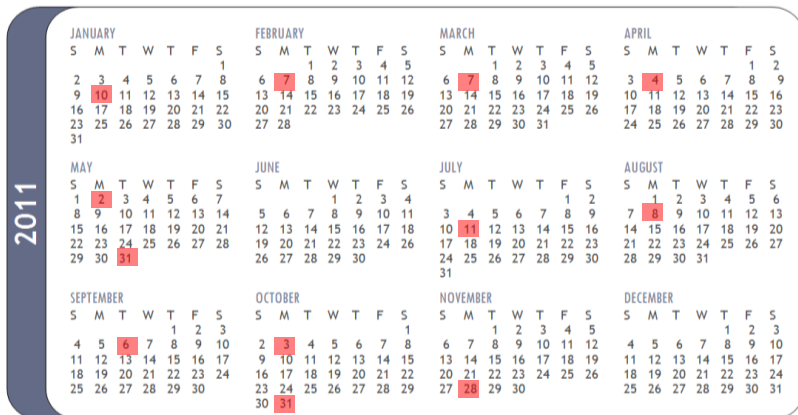 2011
JANUARY
S M T W T F S
1
2 3 4 5 6 7 8
9 10 11 12 13 14 15
16 17 18 19 20 21 22
23 25 26 27 28 29 30
31
FEBRUARY
S M T W T F S
1 2 3 4 5
6 7 8 9 10 11 12
13 14 15 16 17 18 19
20 21 22 23 24 25 26
27 28
MARCH
S M T W T F S
1 2 3 4 5
6 7 8 9 10 11 12
13 14 15 16 17 18 19
20 21 22 23 24 25 26
27 28 29 30 31
APRIL
S M T W T F S
1 2
3 4 5 6 7 8 9
10 11 12 13 14 15 16
17 18 19 20 21 22 23
24 25 26 27 28 29 30
MAY
S M T W T F S
1 2 3 4 5 6 7
8 9 10 11 12 13 14
15 16 17 18 19 20 21
22 23 24 25 26 27 28
29 30 31
JUNE
S M T W T F S
1 2 3 4
5 6 7 8 9 10 11
12 13 14 15 16 17 18
19 20 21 22 23 24 25
26 27 28 29 30
JULY
S M T W T F S
1 2
3 4 5 6 7 8 9
10 11 12 13 14 15 16
17 18 19 20 21 22 23
24 25 26 27 28 29 30
31
AUGUST
S M T W T F S
1 2 3 4 5 6
7 8 9 10 11 12 13
14 15 16 17 18 19 20
21 22 23 24 25 26 27
28 29 30 31
SEPTEMBER
S M T W T F S
1 2 3
4 5 6 7 8 9 10
11 12 13 14 15 16 17
18 19 20 21 22 23 24
25 26 27 28 29 30
OCTOBER
S M T W T F S
1
2 3 4 5 6 7 8
9 10 11 12 13 14 15
16 17 18 19 20 21 22
23 24 25 26 27 28 29
30 31
NOVEMBER
S M T W T F S
1 2 3 4 5
6 7 8 9 10 11 12
13 14 15 16 17 18 19
20 21 22 23 24 25 26
27 28 29 30
DECEMBER
S M T W T F S
1 2 3
4 5 6 7 8 9 10
11 12 13 14 15 16 17
18 19 20 21 22 23 24
25 26 27 28 29 30 31